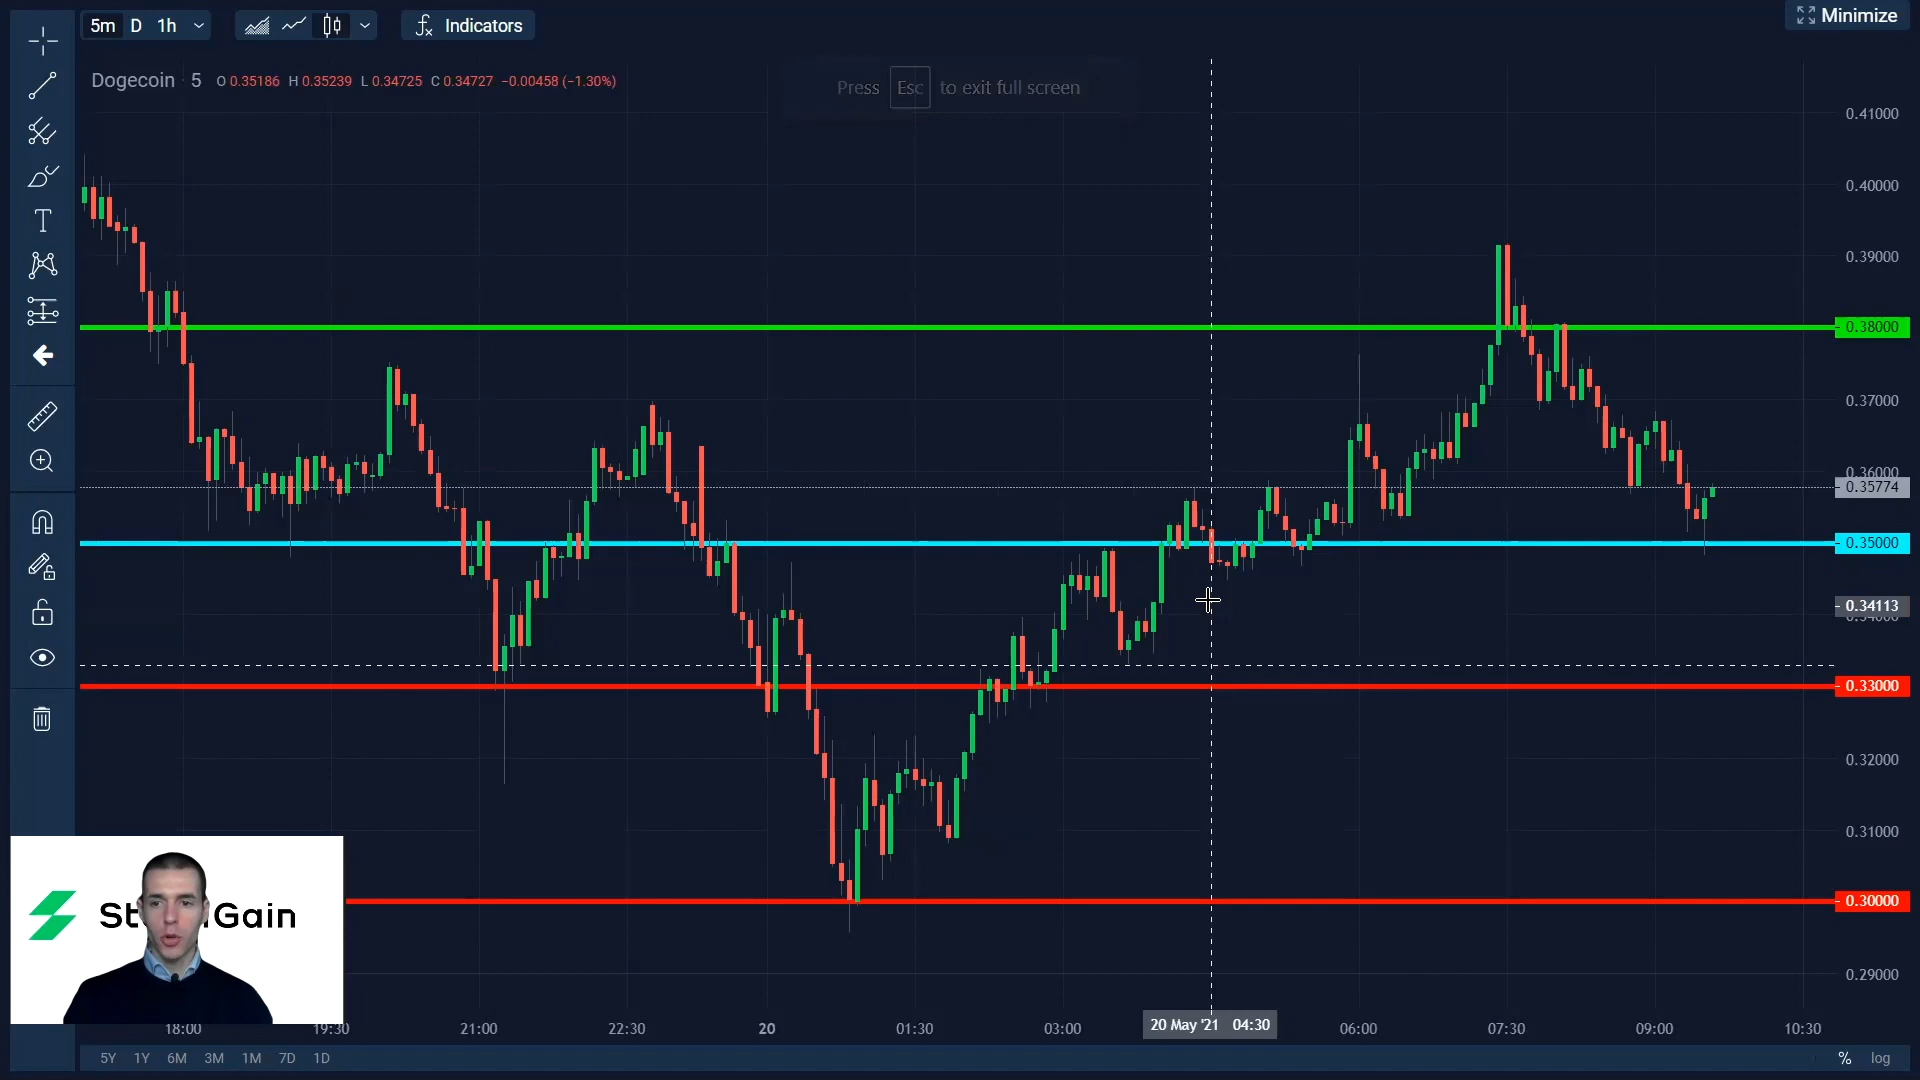 5m D 1h
Indicators
Minimize
Dogecoin 5 O 0.35186 H 0.35239 L 0.34725 C 0.34727 −0.00458 (−1.30%)
Press Esc to exit full screen
0.41000
0.40000
0.39000
0.38000
0.37000
0.36000
0.35774
0.35000
0.34113
0.33000
0.32000
0.31000
0.30000
0.29000
Gain
18:00 19:30 21:00 22:30 20 01:30 03:00 20 May '21 04:30 06:00 07:30 09:00 10:30
5Y 1Y 6M 3M 1M 7D 1D
% log